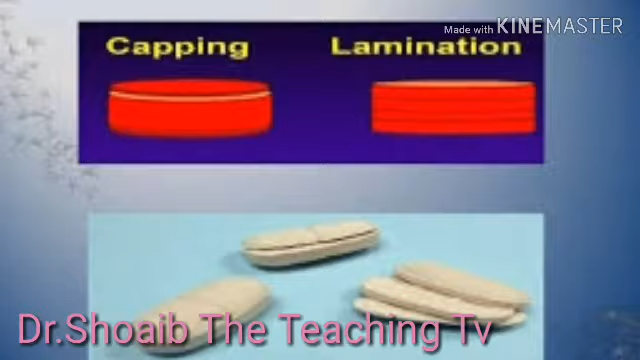 Made with KINEMASTER
Capping Lamination
Dr.Shoaib The Teaching Tv